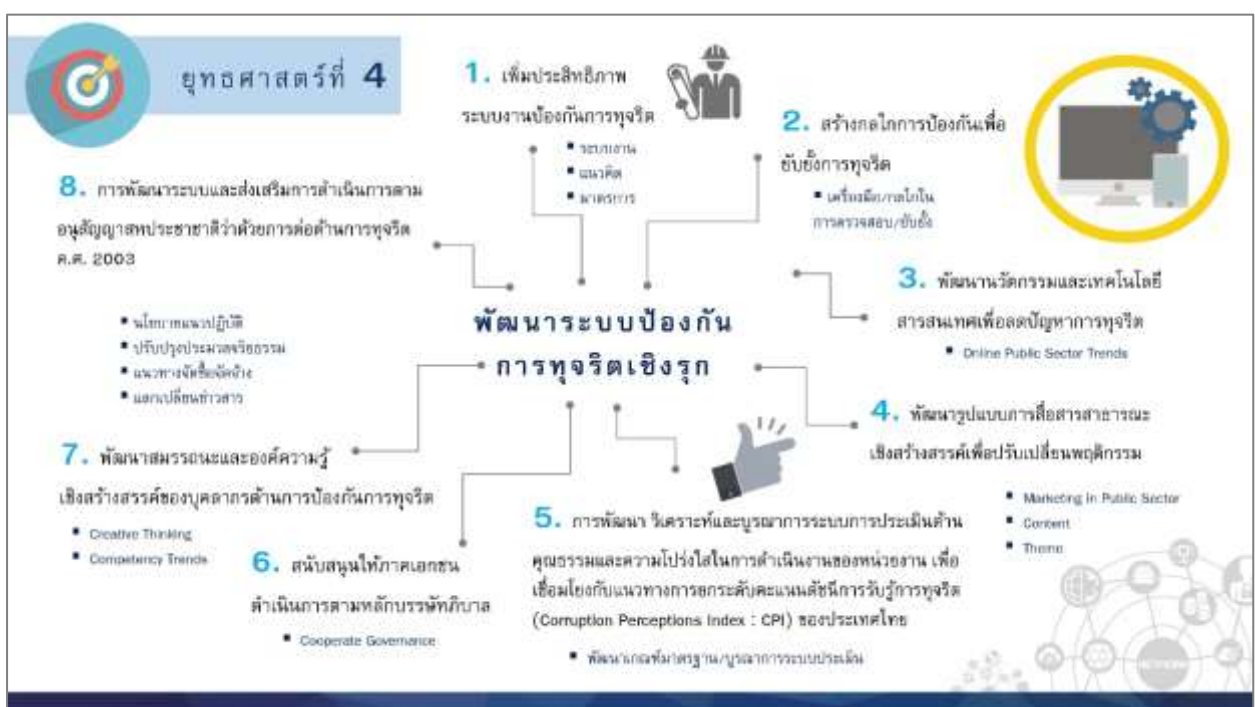 ยุทธศาสตร์ที่ 4
1. เพิ่มประสิทธิภาพ
ระบบงานป้องกันการทุจริต
▪ ระบบงาน
▪ แนวคิด
▪ มาตรการ
2. สร้างกลไกการป้องกันเพื่อ
ยับยั้งการทุจริต
▪ เครื่องมือ/กลไกใน
การตรวจสอบ/ยับยั้ง
3. พัฒนานวัตกรรมและเทคโนโลยี
สารสนเทศเพื่อลดปัญหาการทุจริต
▪ Online Public Sector Trends
4. พัฒนารูปแบบการสื่อสารสาธารณะ
เชิงสร้างสรรค์เพื่อปรับเปลี่ยนพฤติกรรม
▪ Marketing in Public Sector
▪ Content
▪ Theme
5. การพัฒนา วิเคราะห์และบูรณาการระบบการประเมินด้าน
คุณธรรมและความโปร่งใสในการดำเนินงานของหน่วยงาน เพื่อ
เชื่อมโยงกับแนวทางการยกระดับคะแนนดัชนีการรับรู้การทุจริต
(Corruption Perceptions Index : CPI) ของประเทศไทย
▪ พัฒนาเกณฑ์มาตรฐาน/บูรณาการระบบประเมิน
6. สนับสนุนให้ภาคเอกชน
ดำเนินการตามหลักบรรษัทภิบาล
▪ Cooperate Governance
7. พัฒนาสมรรถนะและองค์ความรู้
เชิงสร้างสรรค์ของบุคลากรด้านการป้องกันการทุจริต
▪ Creative Thinking
▪ Competency Trends
8. การพัฒนาระบบและส่งเสริมการดำเนินการตาม
อนุสัญญาสหประชาชาติว่าด้วยการต่อต้านการทุจริต
ค.ศ. 2003
▪ นโยบายแนวปฏิบัติ
▪ ปรับปรุงประมวลจริยธรรม
▪ แนวทางจัดซื้อจัดจ้าง
▪ แลกเปลี่ยนข่าวสาร
พัฒนาระบบป้องกัน
การทุจริตเชิงรุก